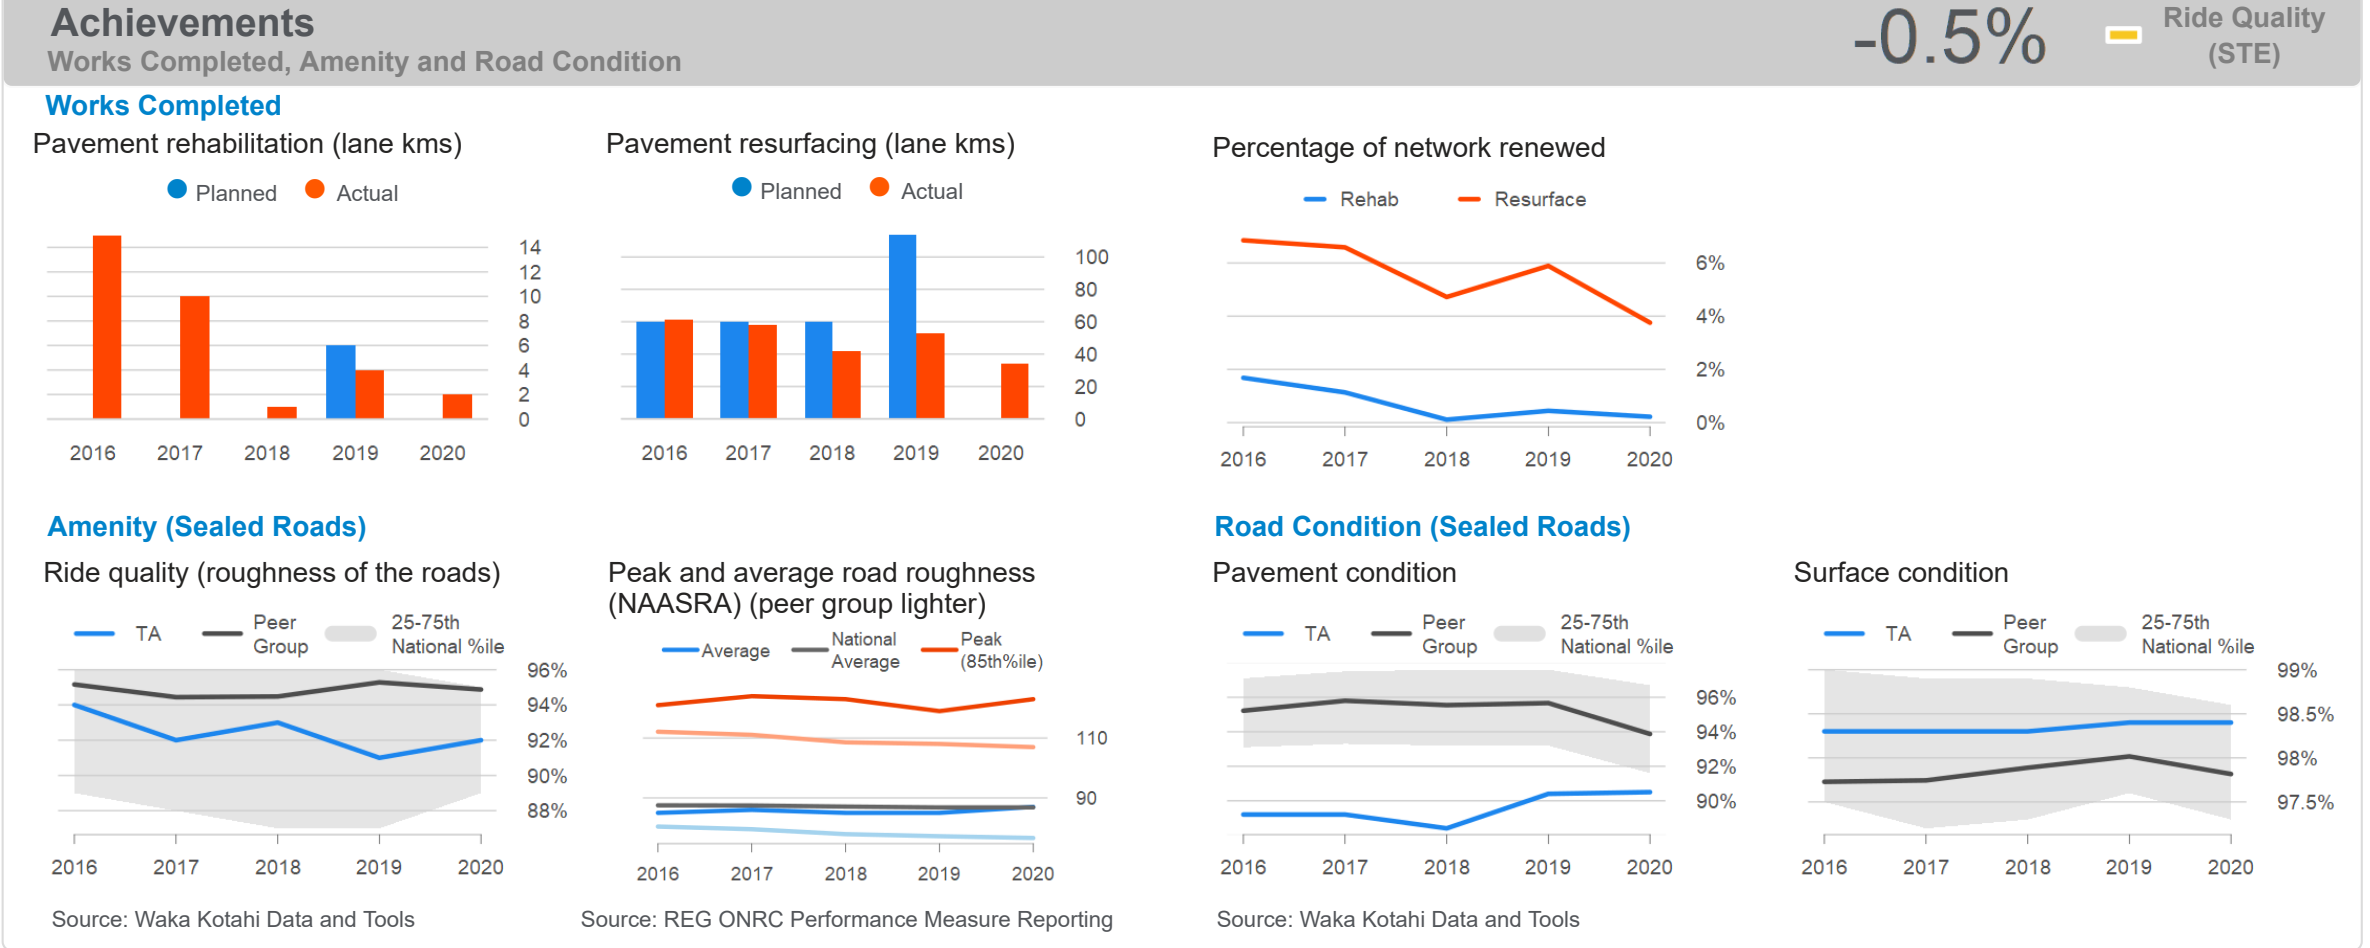 Achievements
Works Completed, Amenity and Road Condition
-0.5%
Ride Quality
(STE)
Works Completed
Pavement rehabilitation (lane kms)
Planned Actual
14
12
10
8
6
4
2
0
2016 2017 2018 2019 2020
Pavement resurfacing (lane kms)
Planned Actual
100
80
60
40
20
0
2016 2017 2018 2019 2020
Percentage of network renewed
Rehab Resurface
6%
4%
2%
0%
2016 2017 2018 2019 2020
Amenity (Sealed Roads)
Ride quality (roughness of the roads)
TA
Peer
Group
25-75th
National %ile
96%
94%
92%
90%
88%
2016 2017 2018 2019 2020
Source: Waka Kotahi Data and Tools
Peak and average road roughness
(NAASRA) (peer group lighter)
Average
National
Average
Peak
(85th%ile)
110
90
2016 2017 2018 2019 2020
Source: REG ONRC Performance Measure Reporting
Road Condition (Sealed Roads)
Pavement condition
TA
Peer
Group
25-75th
National %ile
96%
94%
92%
90%
2016 2017 2018 2019 2020
Source: Waka Kotahi Data and Tools
Surface condition
TA
Peer
Group
25-75th
National %ile
99%
98.5%
98%
97.5%
2016 2017 2018 2019 2020